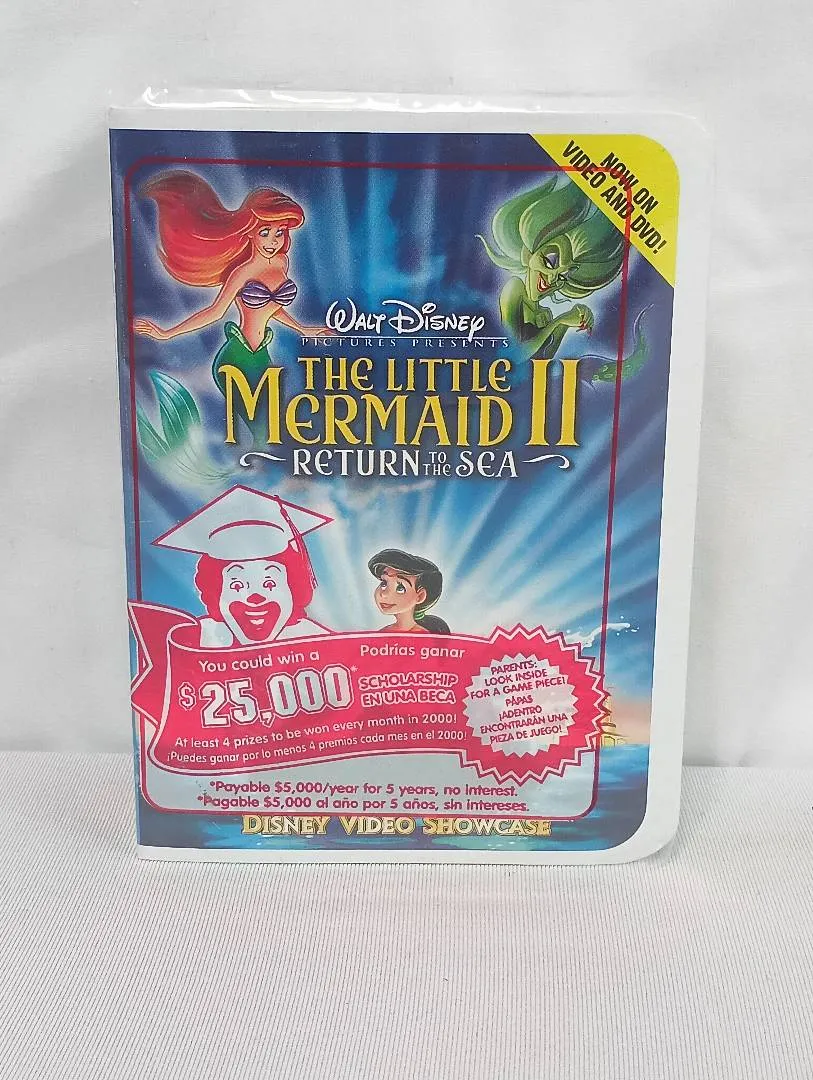 NOW ON
VIDEO AND DVD!
WALT DISNEY
PICTURES PRESENTS
THE LITTLE
MERMAID II
RETURN TO THE SEA
You could win a
Podrías ganar
$25,000*
SCHOLARSHIP
EN UNA BECA
At least 4 prizes to be won every month in 2000!
¡Puedes ganar por lo menos 4 premios cada mes en el 2000!
PARENTS:
LOOK INSIDE
FOR A GAME PIECE!
PAPAS
¡ADENTRO
ENCONTRARÁN UNA
PIEZA DE JUEGO!
*Payable $5,000/year for 5 years, no interest.
*Pagable $5,000 al año por 5 años, sin intereses.
DISNEY VIDEO SHOWCASE